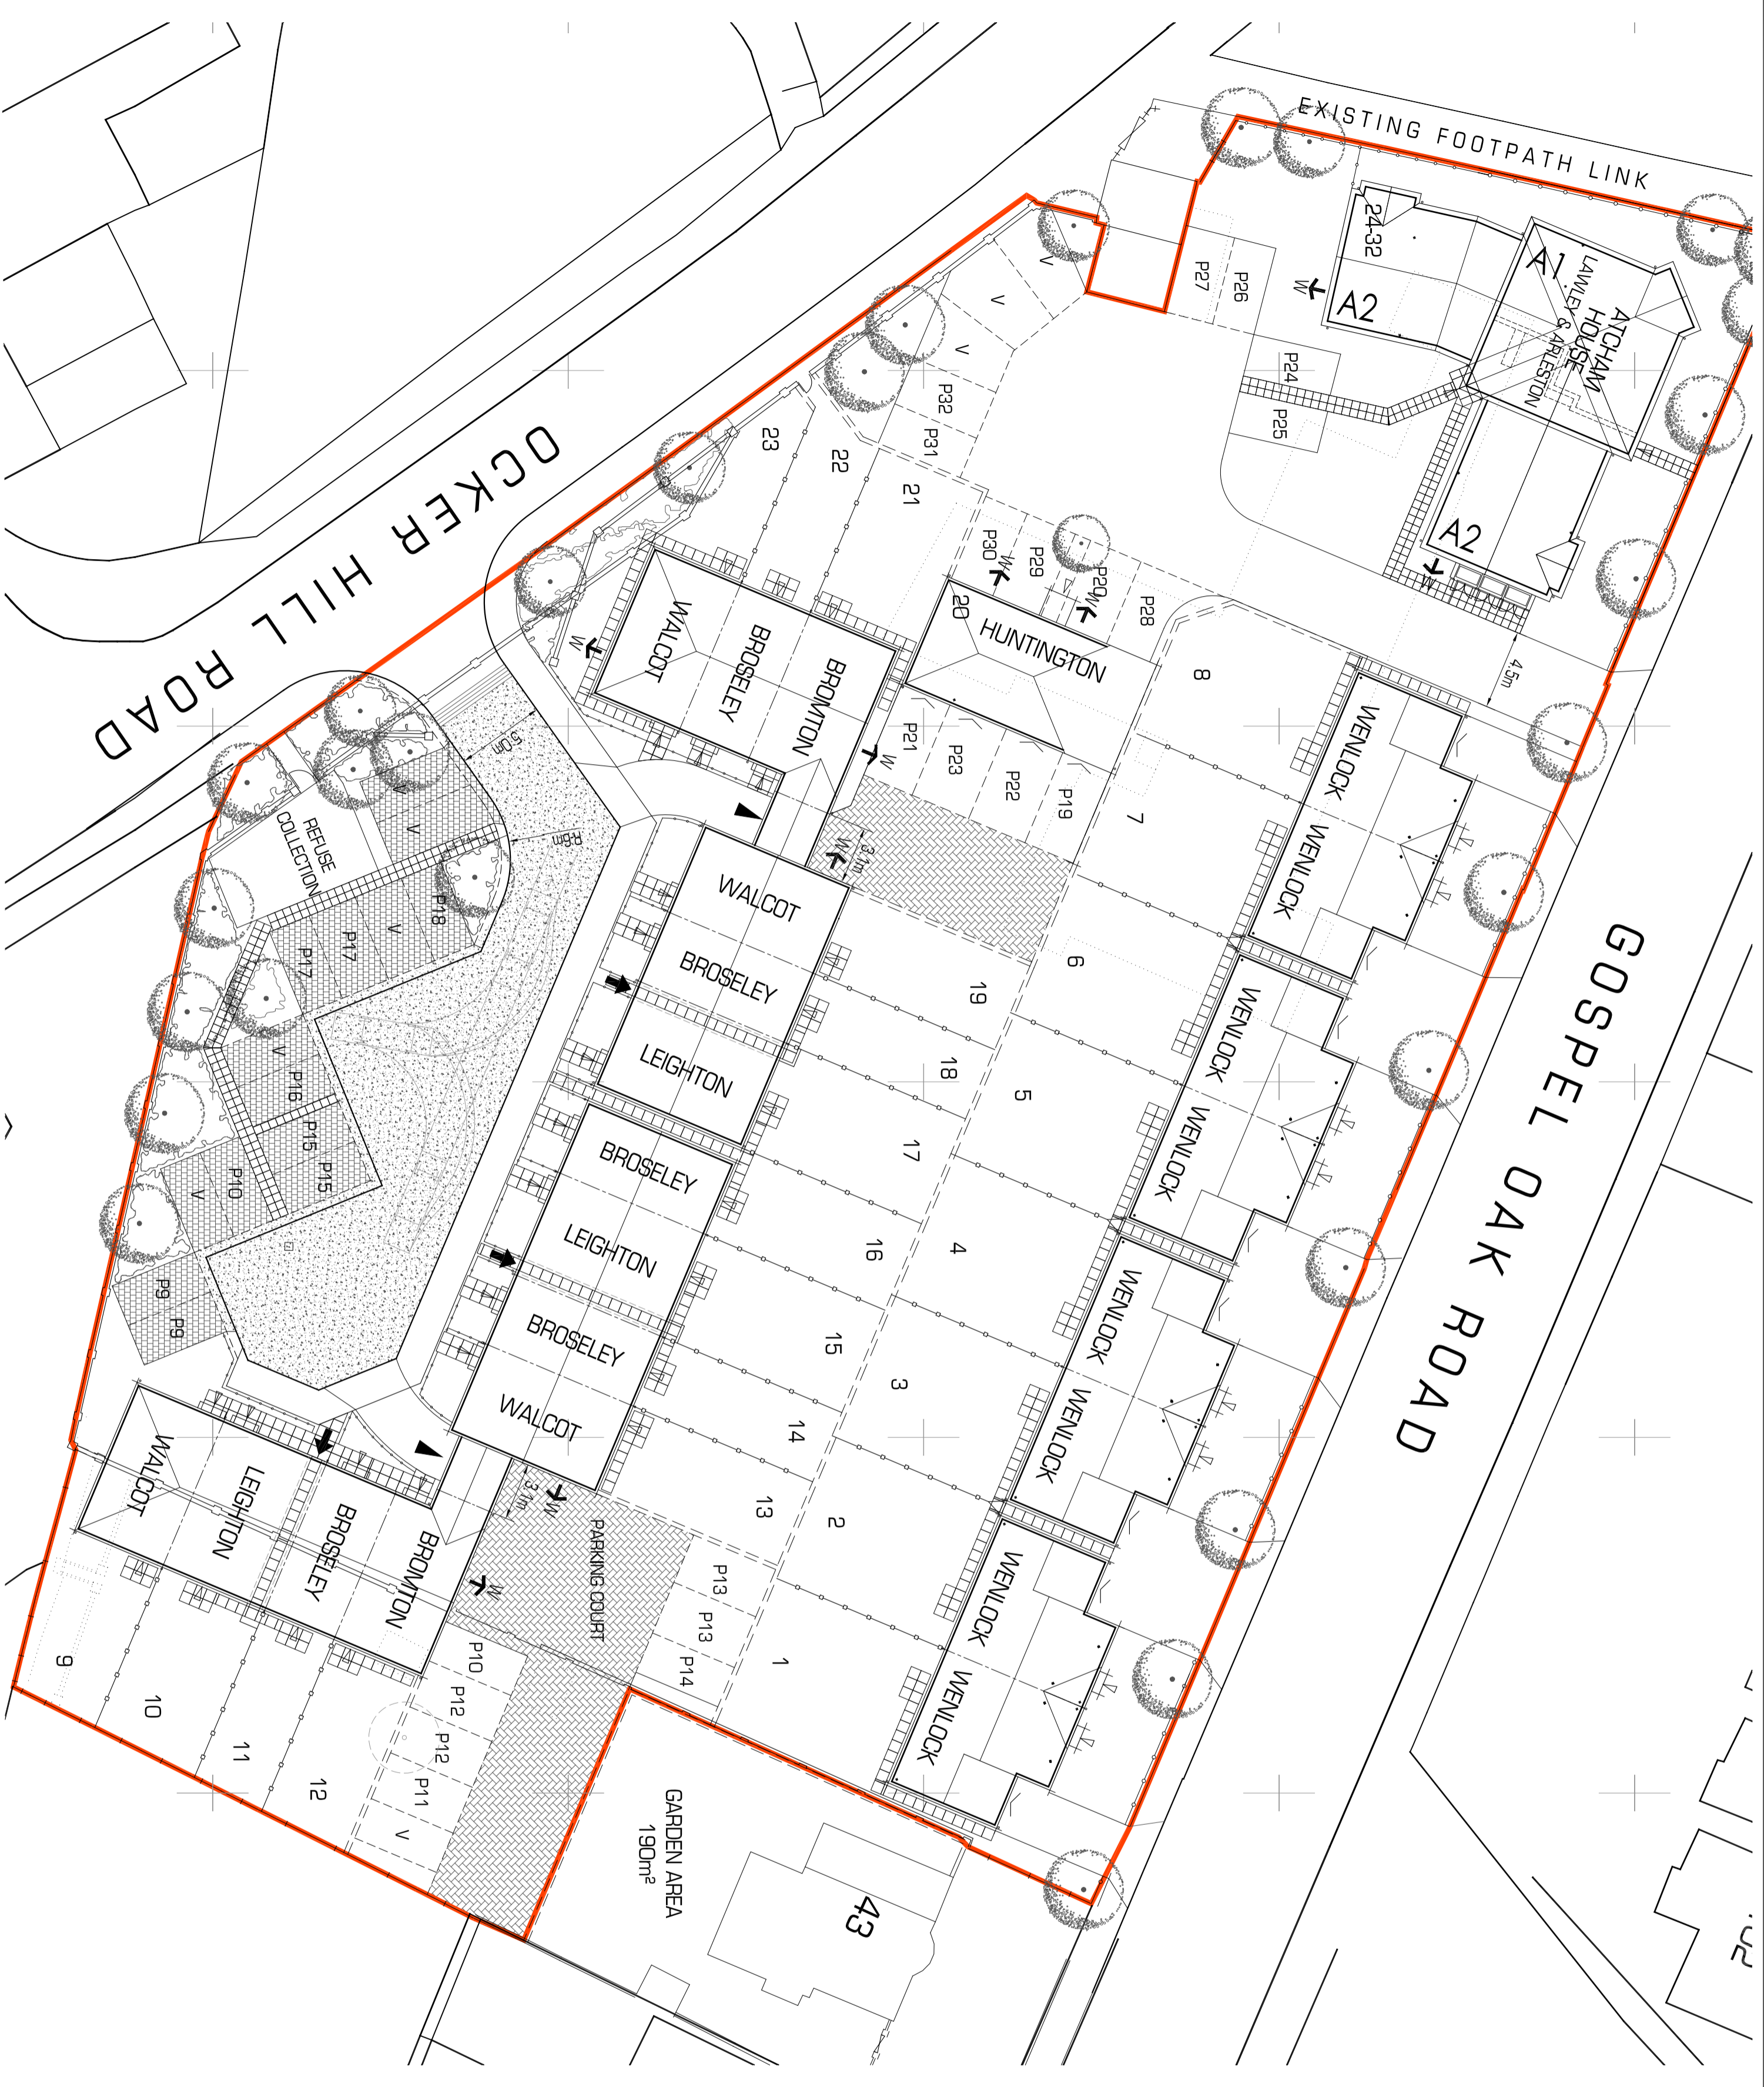 EXISTING FOOTPATH LINK
24-32
A2
A1
LAWLEY & ARLESTON
ATCHAM
HOUSE
A2
W
W
P27
P26
P24
P25
V
V
V
P32
P31
23
22
21
P30
W
P29
P20
W
P28
20
HUNTINGTON
8
4.5m
OCKER HILL ROAD
GOSPEL OAK ROAD
WALCOT
BROSELEY
BROMTON
W
W
W
3.1m
P21
P23
P22
P19
7
6
5
4
3
2
1
WENLOCK
WENLOCK
WENLOCK
WENLOCK
WENLOCK
WENLOCK
WENLOCK
WENLOCK
5.0m
REFUSE
COLLECTION
V
V
P18
V
P17
P17
V
P16
P15
P15
P10
V
P9
P9
WALCOT
BROSELEY
LEIGHTON
BROSELEY
LEIGHTON
BROSELEY
WALCOT
19
18
17
16
15
14
13
WALCOT
LEIGHTON
BROSELEY
BROMTON
3.1m
W
W
PARKING COURT
P13
P13
P14
P10
P12
P12
P11
V
9
10
11
12
GARDEN AREA
190m²
43